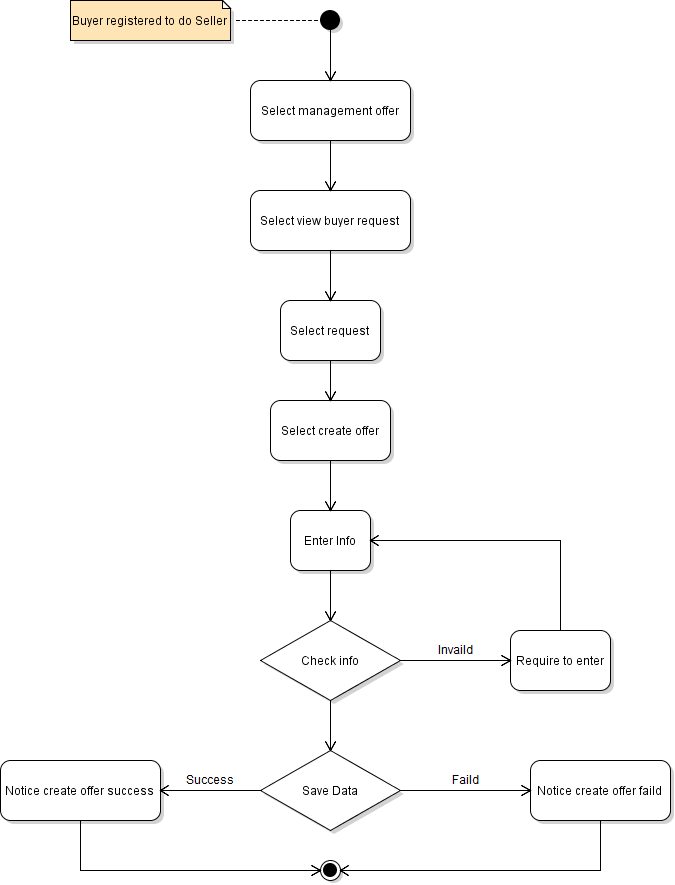 Buyer registered to do Seller
Select management offer
Select view buyer request
Select request
Select create offer
Enter Info
Check info
Invaild
Require to enter
Notice create offer success
Success
Save Data
Faild
Notice create offer faild